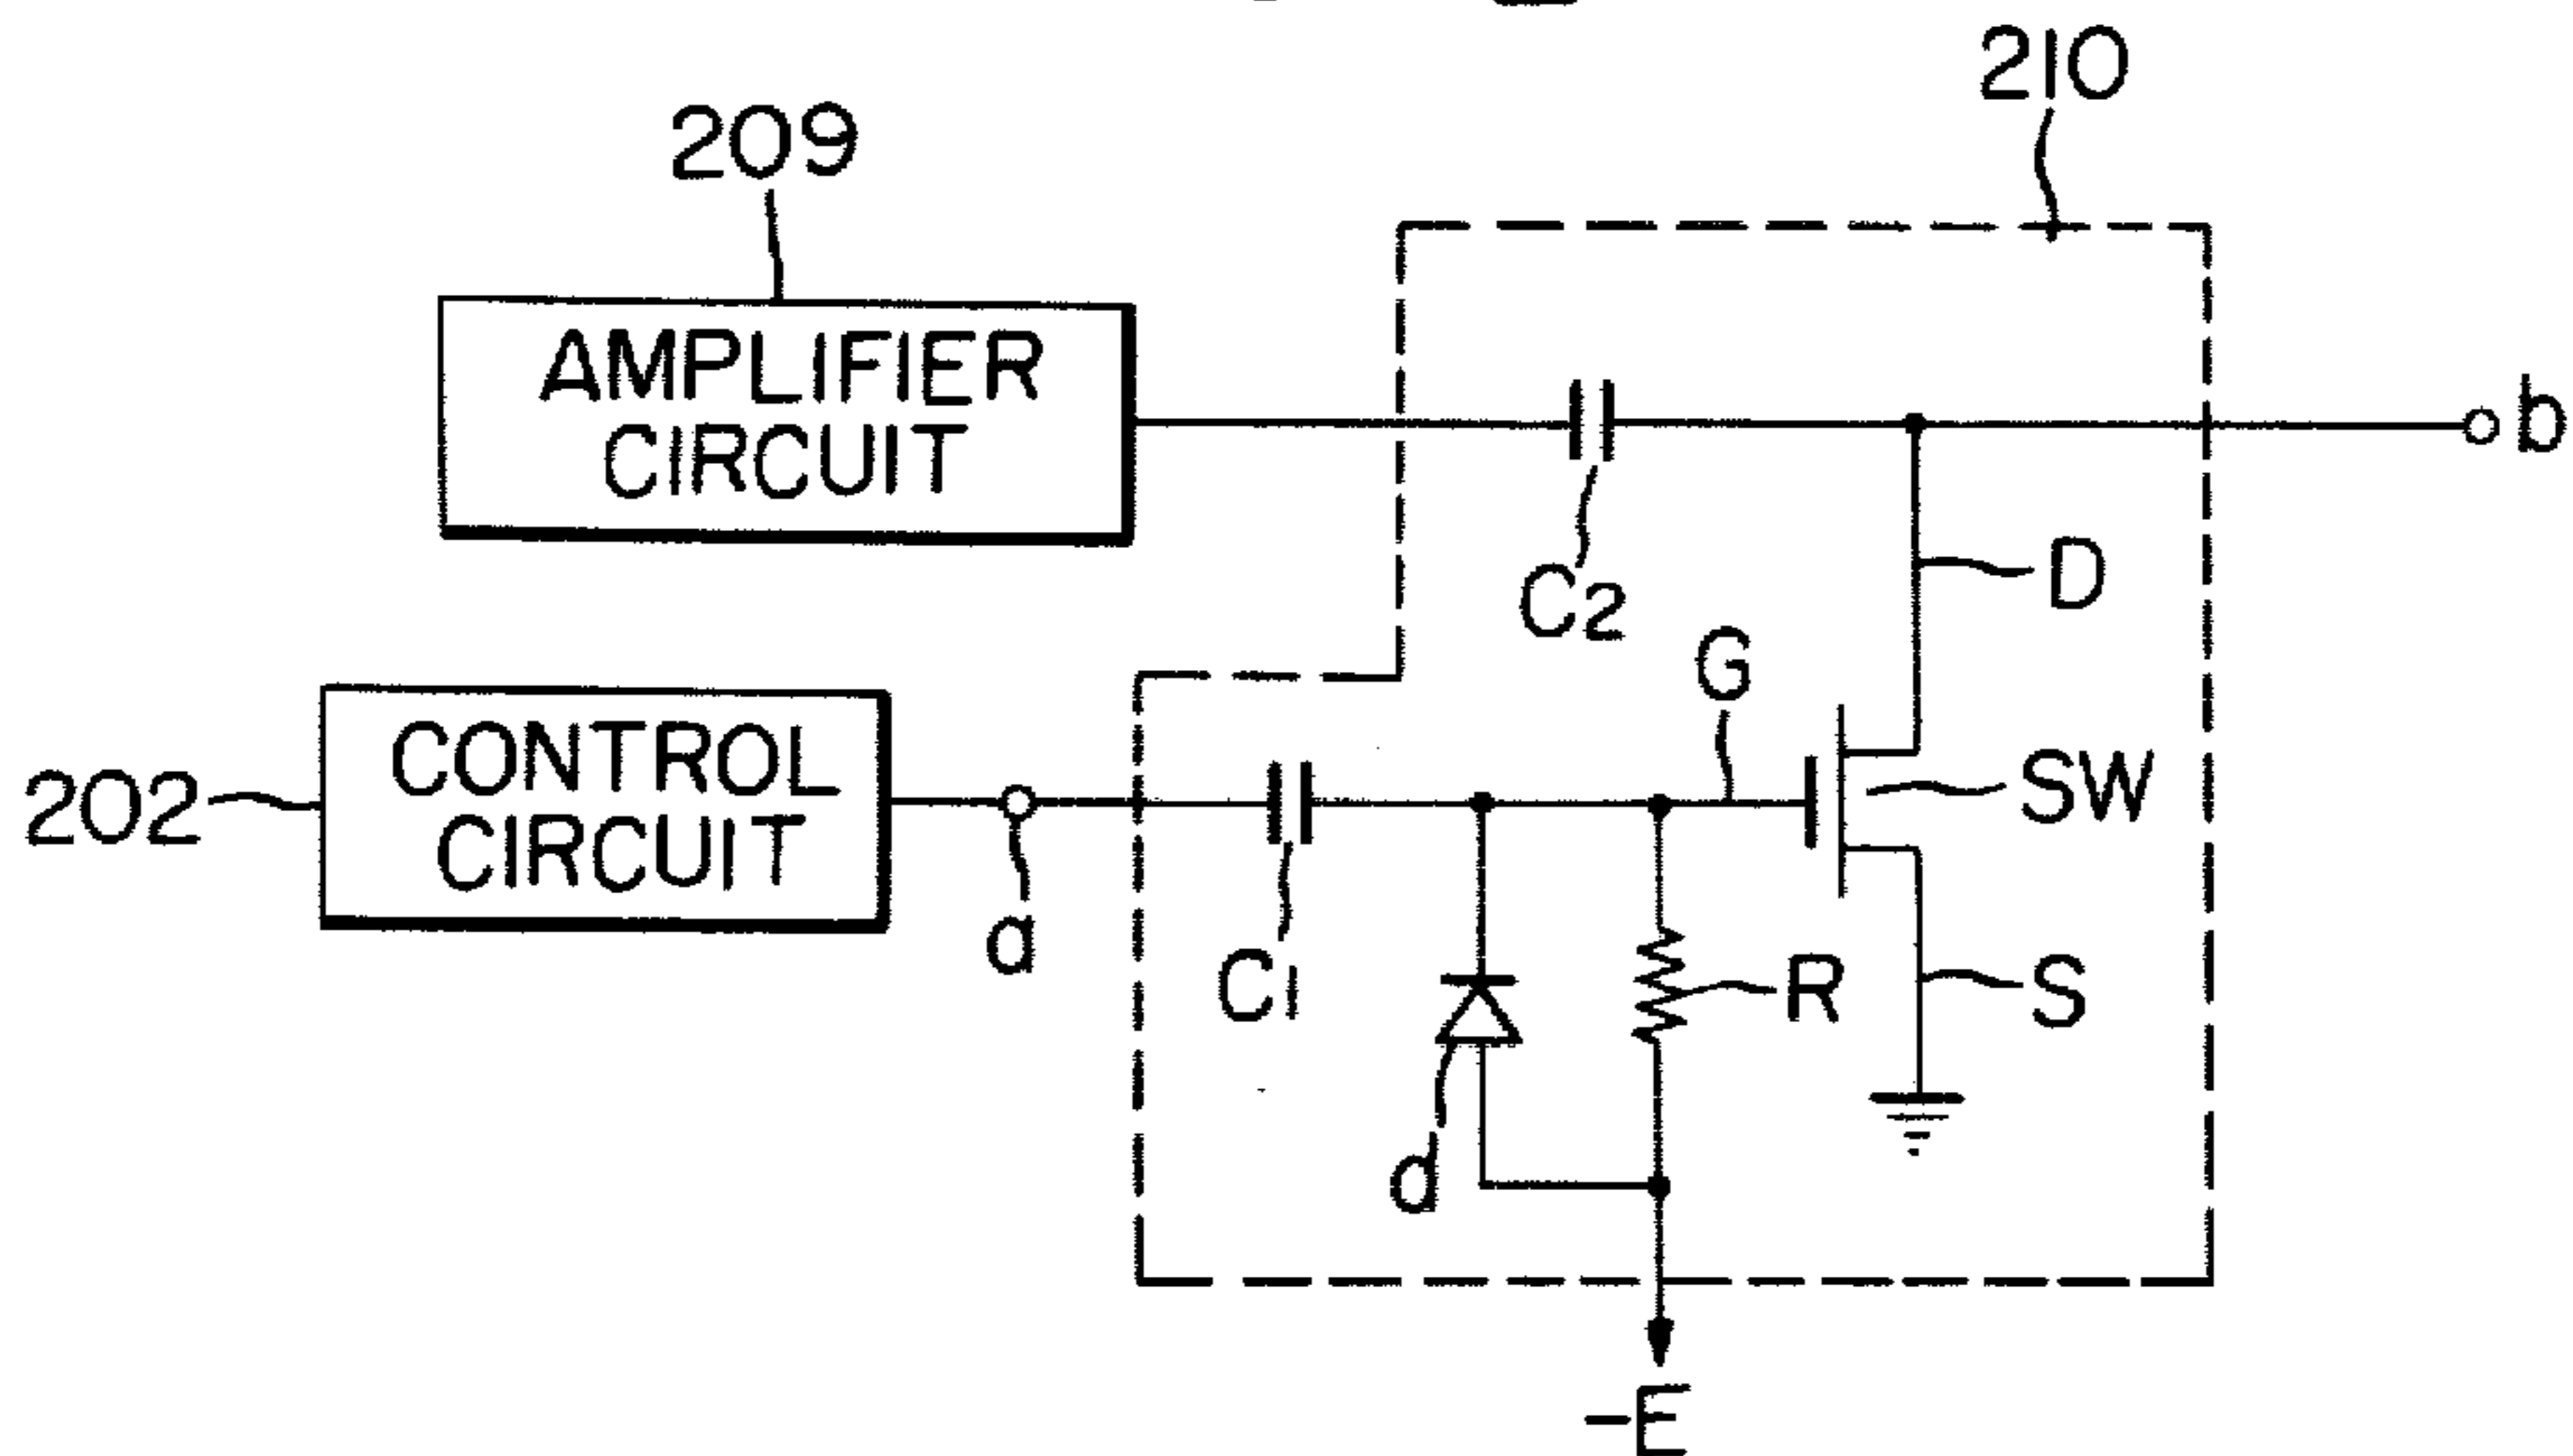 210
209
AMPLIFIER
CIRCUIT
b
C2
D
G
202
CONTROL
CIRCUIT
SW
a
C1
R
S
d
-E